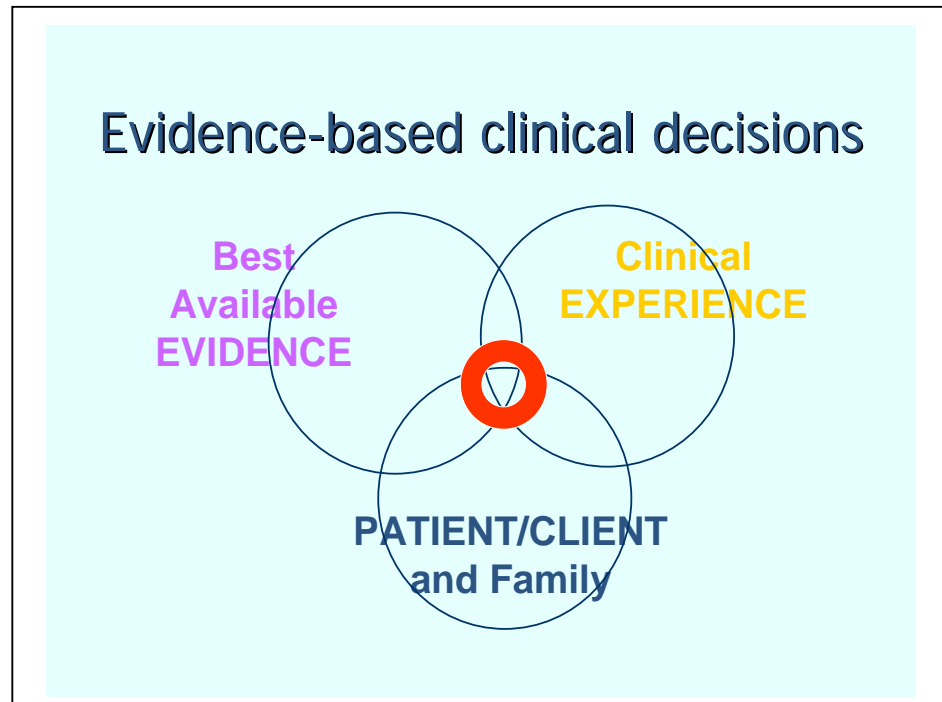 Evidence-based clinical decisions
Best
Available
EVIDENCE
Clinical
EXPERIENCE
PATIENT/CLIENT
and Family